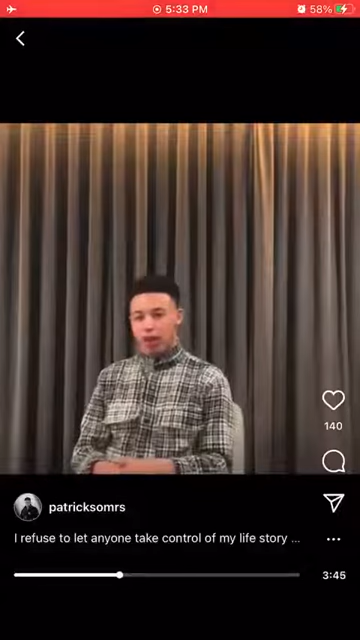 5:33 PM
58%
140
patricksomrs
I refuse to let anyone take control of my life story ...
3:45